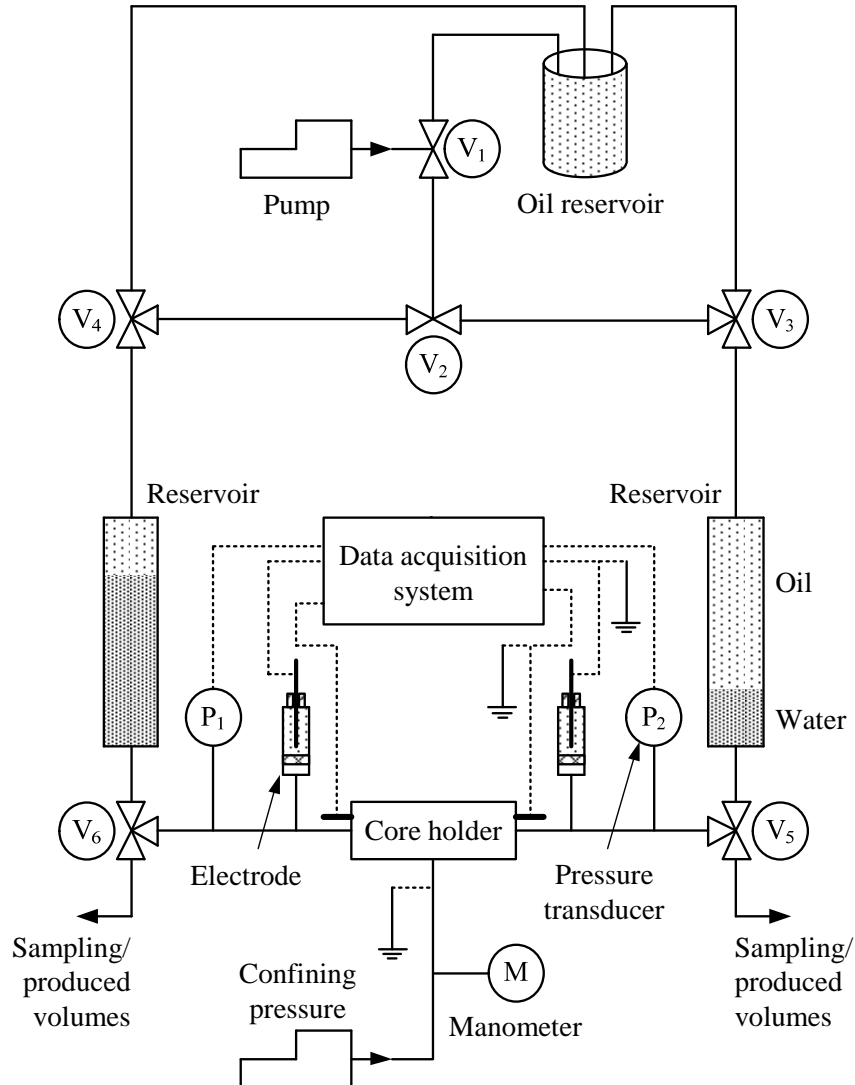 V1
Pump
Oil reservoir
V4
V3
V2
Reservoir
Reservoir
Data acquisition
system
Oil
P1
P2
Water
V6
Core holder
V5
Electrode
Pressure
transducer
Sampling/
produced
volumes
Sampling/
produced
volumes
Confining
pressure
M
Manometer